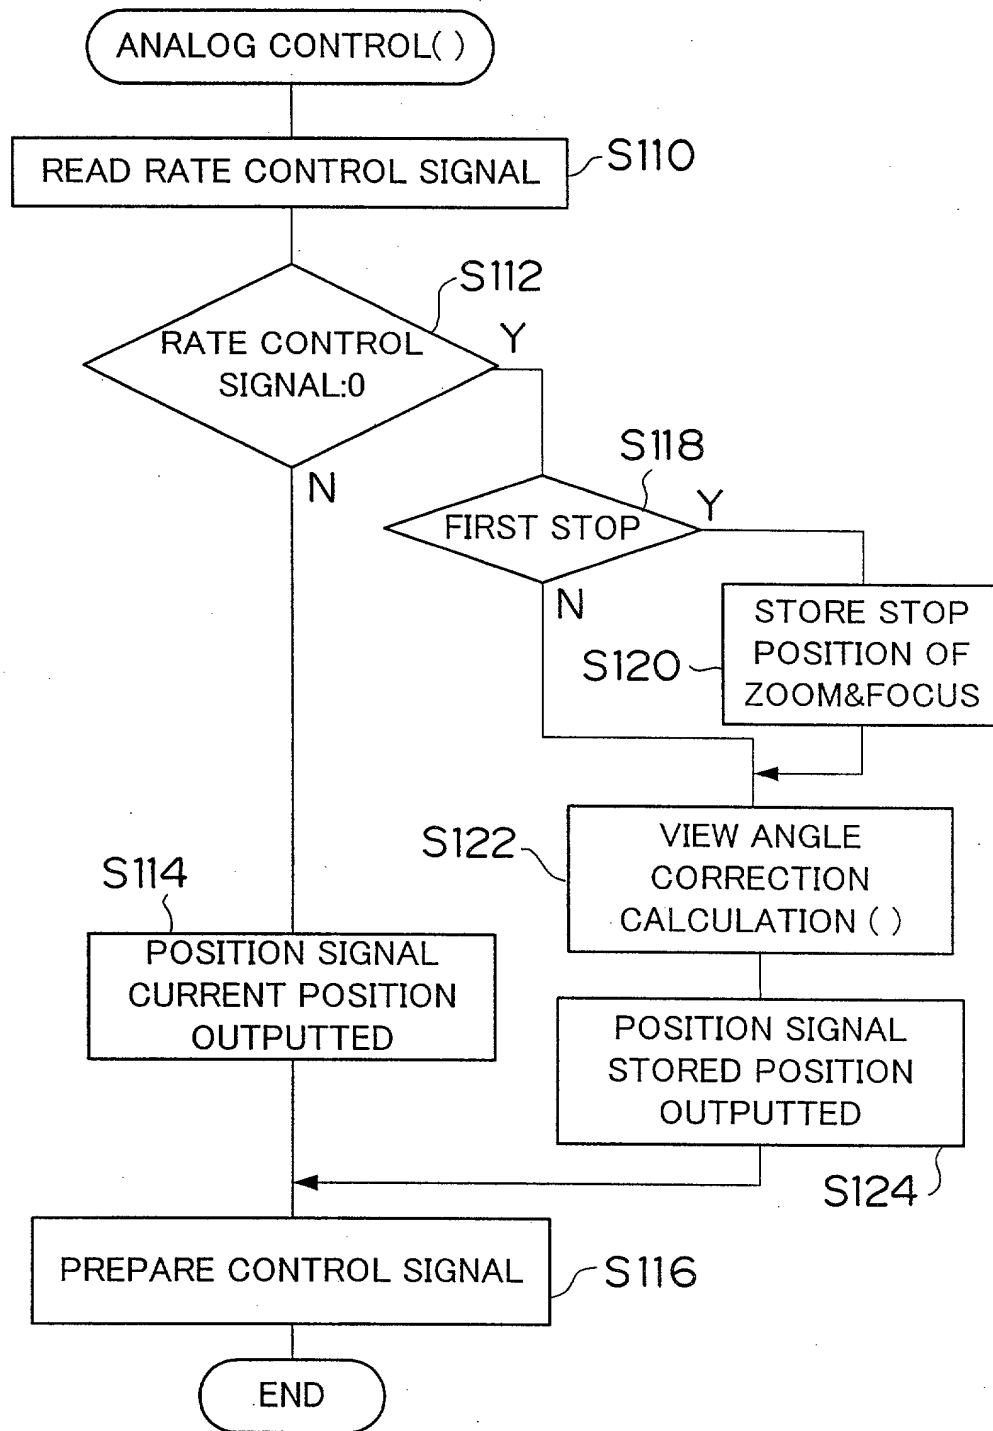 ANALOG CONTROL( )
READ RATE CONTROL SIGNAL
S110
S112
RATE CONTROL
SIGNAL:0
Y
N
S118
FIRST STOP
Y
N
STORE STOP
POSITION OF
ZOOM&FOCUS
S120
S122
VIEW ANGLE
CORRECTION
CALCULATION ( )
S114
POSITION SIGNAL
CURRENT POSITION
OUTPUTTED
POSITION SIGNAL
STORED POSITION
OUTPUTTED
S124
PREPARE CONTROL SIGNAL
S116
END